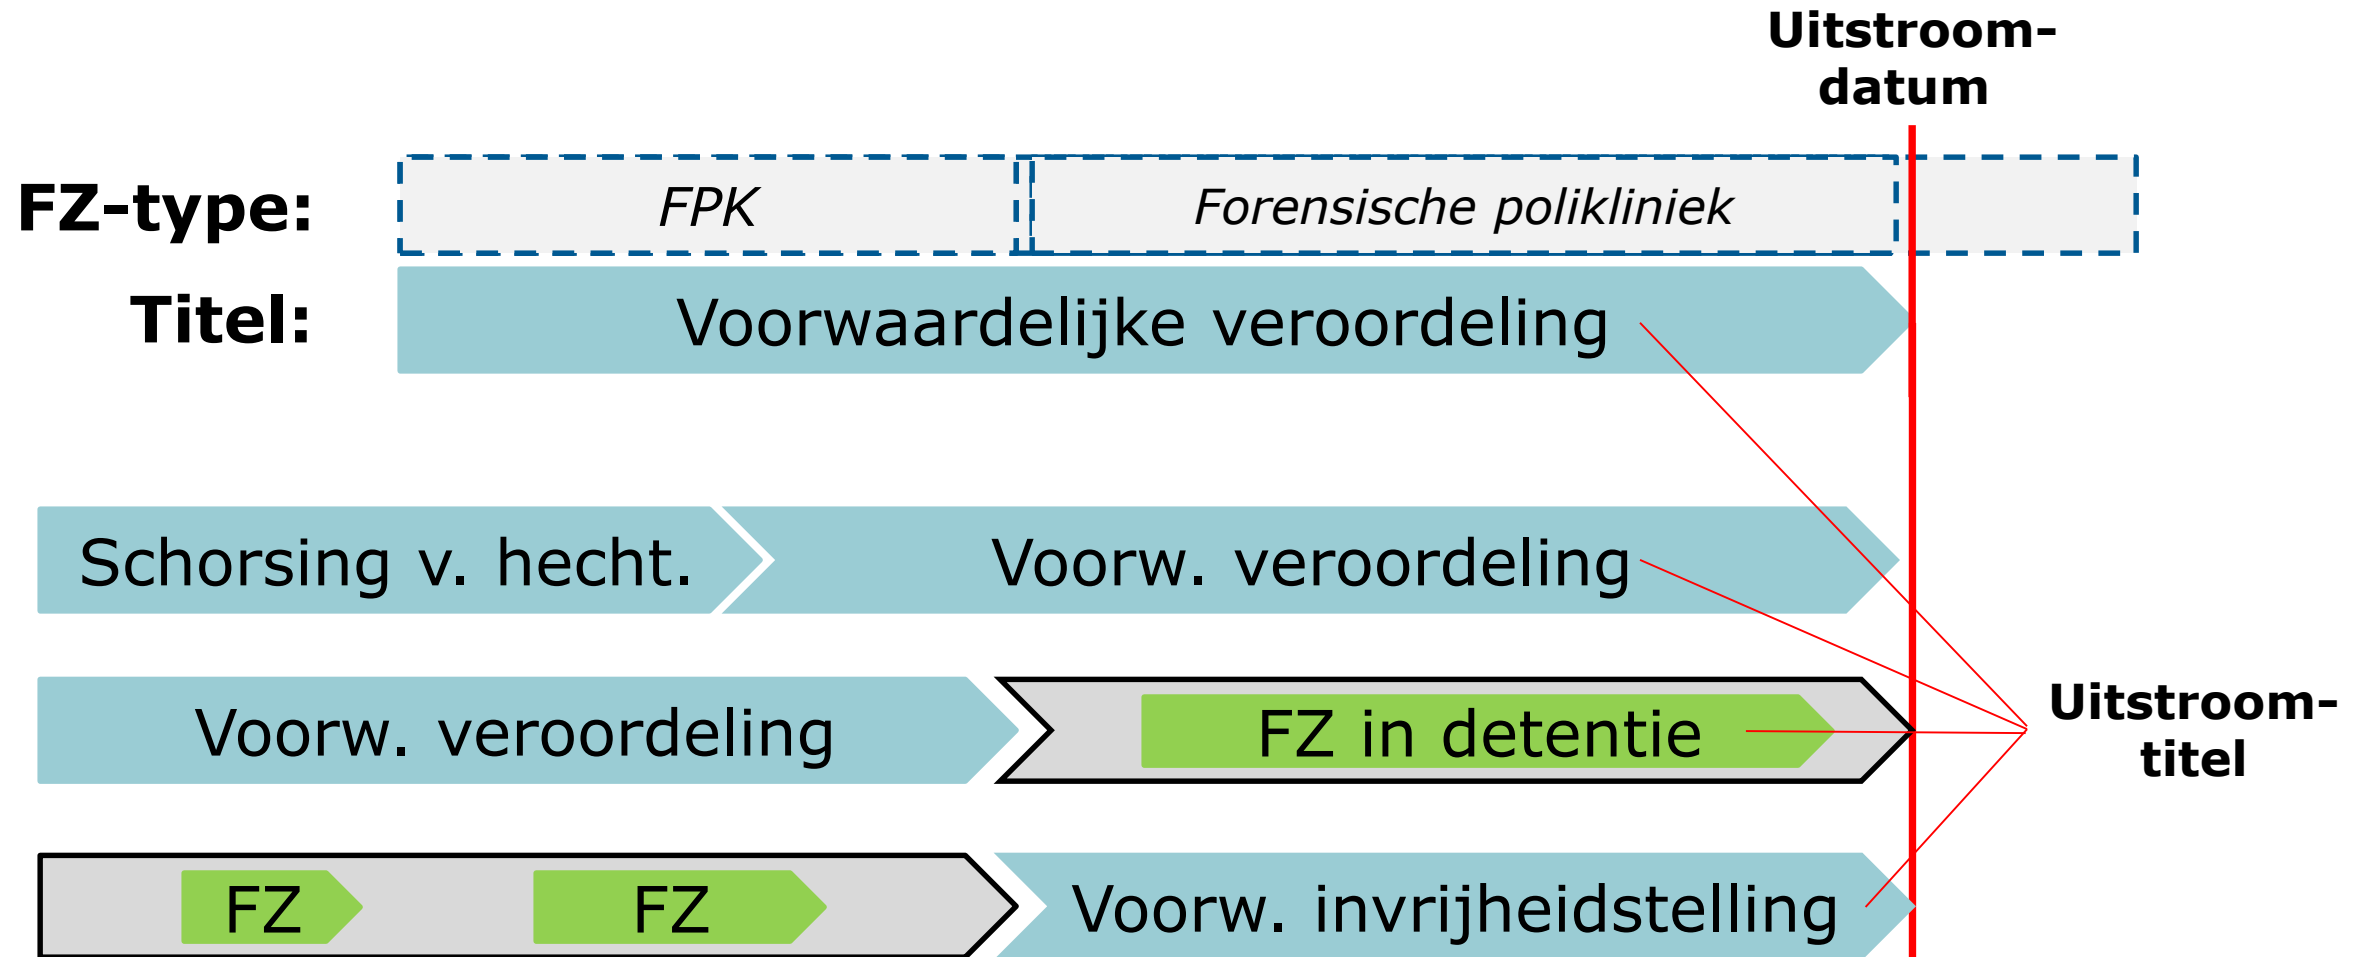 Uitstroom-
datum
FZ-type:
FPK
Forensische polikliniek
Titel:
Voorwaardelijke veroordeling
Schorsing v. hecht.
Voorw. veroordeling
Voorw. veroordeling
FZ in detentie
Uitstroom-
titel
FZ
FZ
Voorw. invrijheidstelling